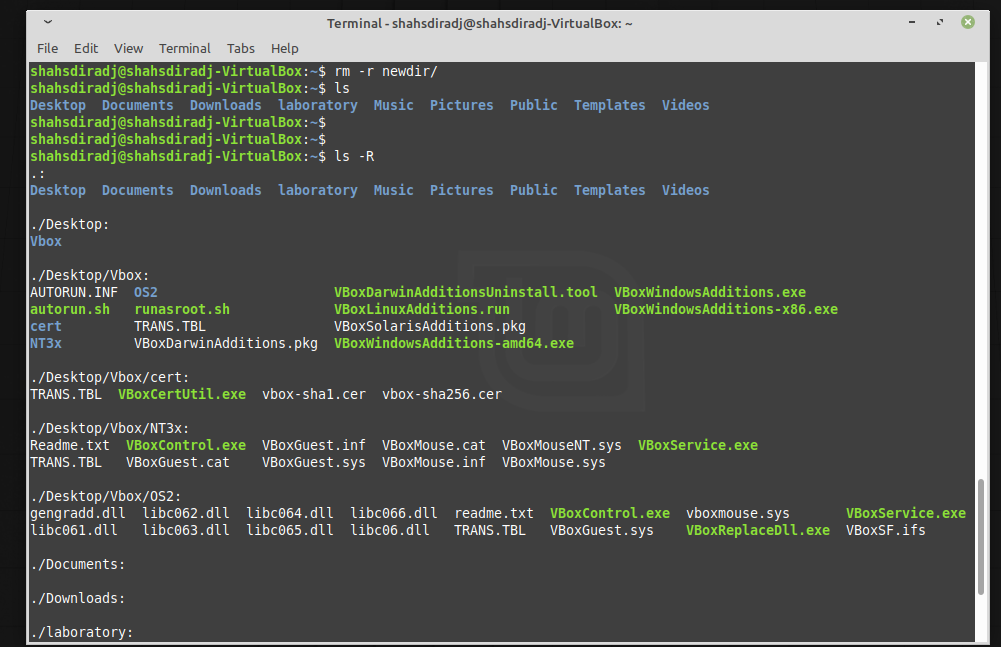 Terminal - shahsdiradj@shahsdiradj-VirtualBox: ~
File Edit View Terminal Tabs Help
shahsdiradj@shahsdiradj-VirtualBox:~$ rm -r newdir/
shahsdiradj@shahsdiradj-VirtualBox:~$ ls
Desktop Documents Downloads laboratory Music Pictures Public Templates Videos
shahsdiradj@shahsdiradj-VirtualBox:~$
shahsdiradj@shahsdiradj-VirtualBox:~$
shahsdiradj@shahsdiradj-VirtualBox:~$ ls -R
.:
Desktop Documents Downloads laboratory Music Pictures Public Templates Videos
./Desktop:
Vbox
./Desktop/Vbox:
AUTORUN.INF OS2 VBoxDarwinAdditionsUninstall.tool VBoxWindowsAdditions.exe
autorun.sh runasroot.sh VBoxLinuxAdditions.run VBoxWindowsAdditions-x86.exe
cert TRANS.TBL VBoxSolarisAdditions.pkg
NT3x VBoxDarwinAdditions.pkg VBoxWindowsAdditions-amd64.exe
./Desktop/Vbox/cert:
TRANS.TBL VBoxCertUtil.exe vbox-sha1.cer vbox-sha256.cer
./Desktop/Vbox/NT3x:
Readme.txt VBoxControl.exe VBoxGuest.inf VBoxMouse.cat VBoxMouseNT.sys VBoxService.exe
TRANS.TBL VBoxGuest.cat VBoxGuest.sys VBoxMouse.inf VBoxMouse.sys
./Desktop/Vbox/OS2:
gengradd.dll libc062.dll libc064.dll libc066.dll readme.txt VBoxControl.exe vboxmouse.sys VBoxService.exe
libc061.dll libc063.dll libc065.dll libc06.dll TRANS.TBL VBoxGuest.sys VBoxReplaceDll.exe VBoxSF.ifs
./Documents:
./Downloads:
./laboratory: